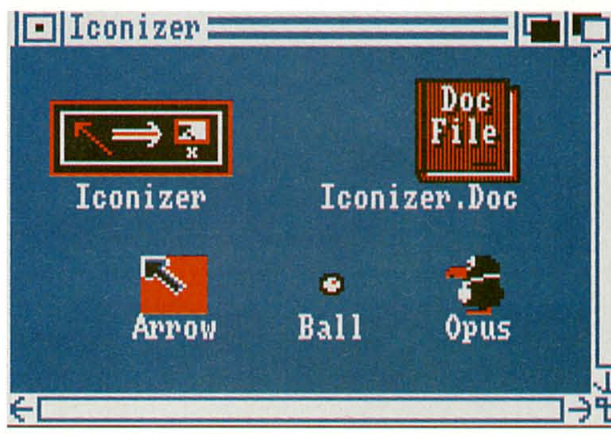 Iconizer
Doc
File
Iconizer
Iconizer.Doc
Arrow
Ball
Opus